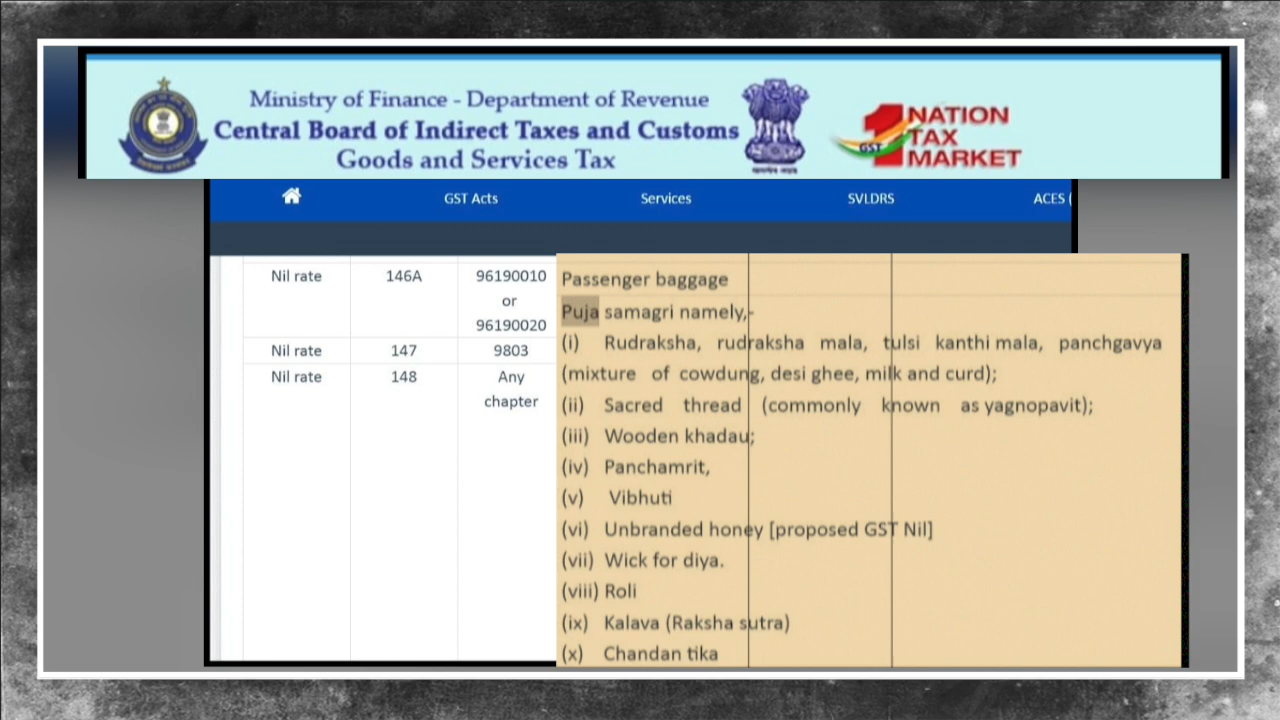 Ministry of Finance - Department of Revenue
Central Board of Indirect Taxes and Customs
Goods and Services Tax
GST
1 NATION
TAX
MARKET
GST Acts Services SVLDRS ACES (
Nil rate 146A 96190010
or
96190020
Nil rate 147 9803
Nil rate 148 Any
chapter
Passenger baggage
Puja samagri namely,-
(i) Rudraksha, rudraksha mala, tulsi kanthi mala, panchgavya
(mixture of cowdung, desi ghee, milk and curd);
(ii) Sacred thread (commonly known as yagnopavit);
(iii) Wooden khadau;
(iv) Panchamrit,
(v) Vibhuti
(vi) Unbranded honey [proposed GST Nil]
(vii) Wick for diya.
(viii) Roli
(ix) Kalava (Raksha sutra)
(x) Chandan tika